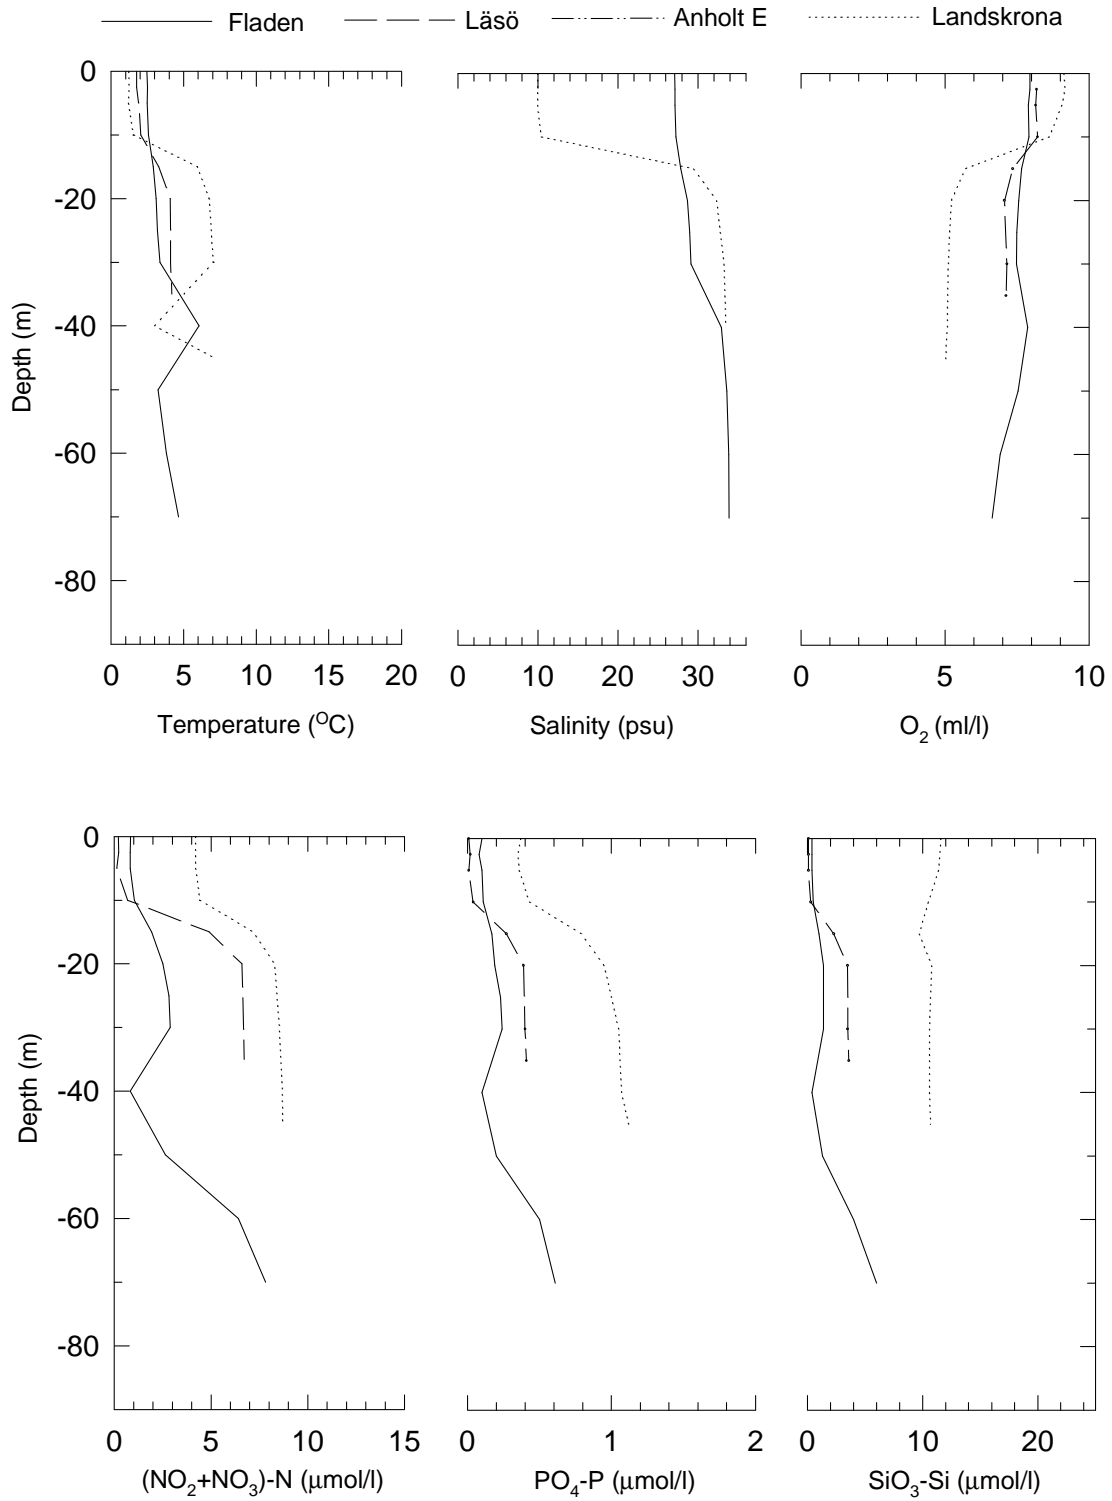 Fladen Läsö Anholt E Landskrona
0
-20
-40
-60
-80
Depth (m)
0 5 10 15 20
0 10 20 30
0 5 10
Temperature (OC) Salinity (psu) O2 (ml/l)
0
-20
-40
-60
-80
Depth (m)
0 5 10 15
0 1 2
0 10 20
(NO2+NO3)-N (μmol/l) PO4-P (μmol/l) SiO3-Si (μmol/l)